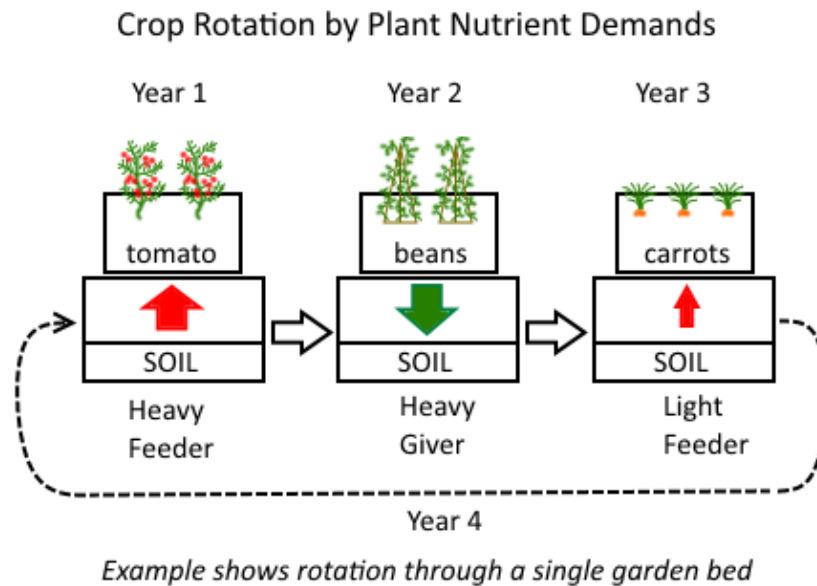 Crop Rotation by Plant Nutrient Demands
Year 1
Year 2
Year 3
tomato
beans
carrots
SOIL
SOIL
SOIL
Heavy
Feeder
Heavy
Giver
Light
Feeder
Year 4
Example shows rotation through a single garden bed